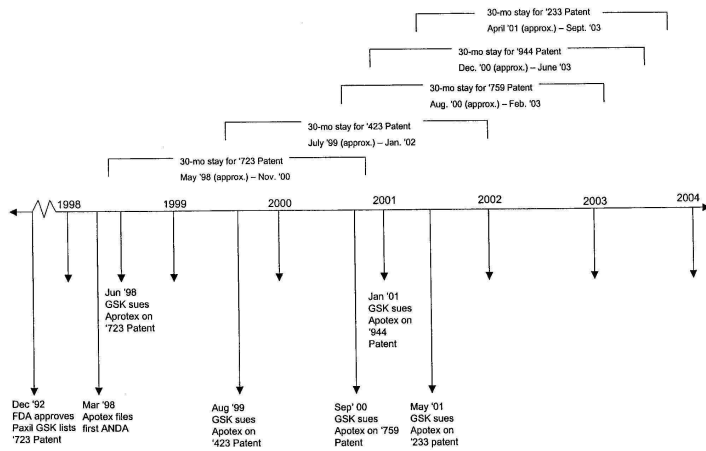 30-mo stay for '233 Patent
April '01 (approx.) – Sept. '03
30-mo stay for '944 Patent
Dec. '00 (approx.) – June '03
30-mo stay for '759 Patent
Aug. '00 (approx.) – Feb. '03
30-mo stay for '423 Patent
July '99 (approx.) – Jan. '02
30-mo stay for '723 Patent
May '98 (approx.) – Nov. '00
1998
1999
2000
2001
2002
2003
2004
Jun '98
GSK sues
Aprotex on
'723 Patent
Jan '01
GSK sues
Apotex on
'944
Patent
Dec '92
FDA approves
Paxil GSK lists
'723 Patent
Mar '98
Apotex files
first ANDA
Aug '99
GSK sues
Apotex on
'423 Patent
Sep' 00
GSK sues
Apotex on '759
Patent
May '01
GSK sues
Apotex on
'233 patent